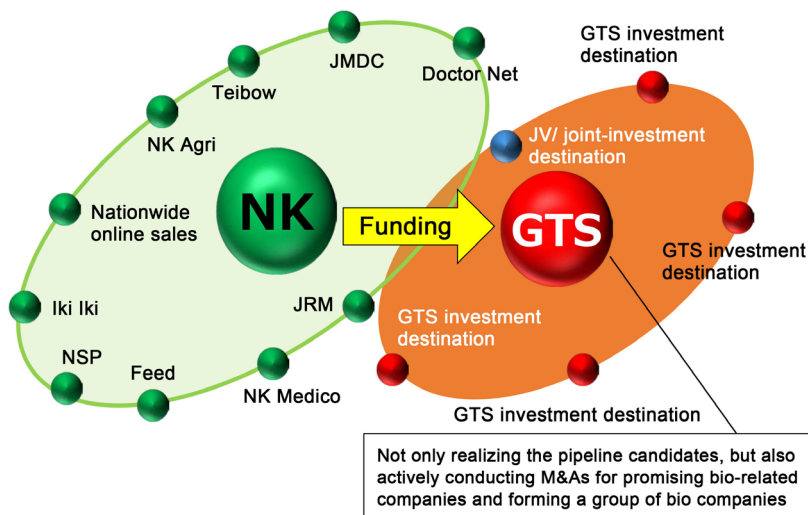 GTS investment
destination
JMDC
Doctor Net
Teibow
NK Agri
JV/ joint-investment
destination
Nationwide
online sales
NK
Funding
GTS
GTS investment
destination
Iki Iki
JRM
GTS investment
destination
NSP
Feed
NK Medico
GTS investment destination
Not only realizing the pipeline candidates, but also
actively conducting M&As for promising bio-related
companies and forming a group of bio companies